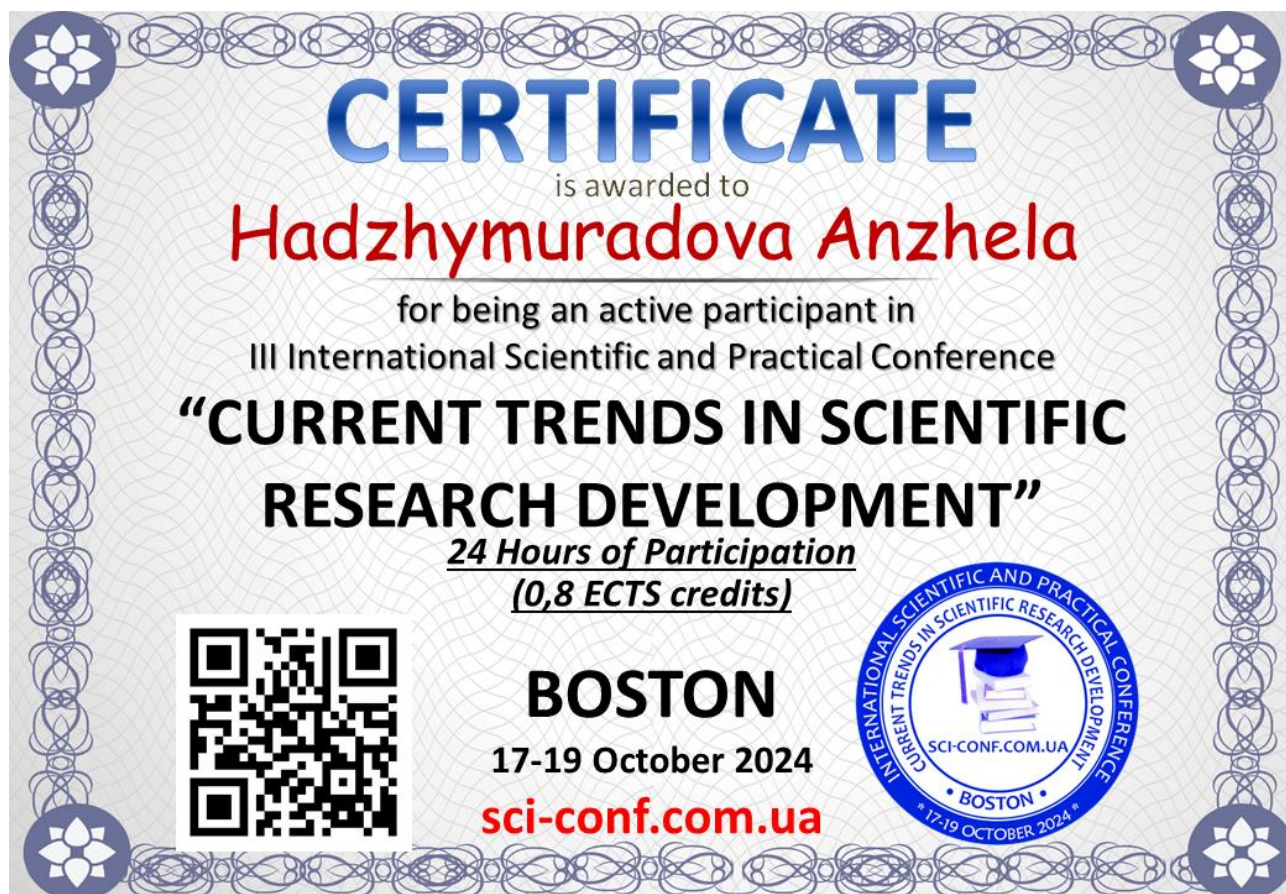 CERTIFICATE
is awarded to
Hadzhymuradova Anzhela
for being an active participant in
III International Scientific and Practical Conference
“CURRENT TRENDS IN SCIENTIFIC
RESEARCH DEVELOPMENT”
24 Hours of Participation
(0,8 ECTS credits)
BOSTON
17-19 October 2024
sci-conf.com.ua
INTERNATIONAL SCIENTIFIC AND PRACTICAL CONFERENCE
CURRENT TRENDS IN SCIENTIFIC RESEARCH DEVELOPMENT
SCI-CONF.COM.UA
• BOSTON •
* 17-19 OCTOBER 2024 *